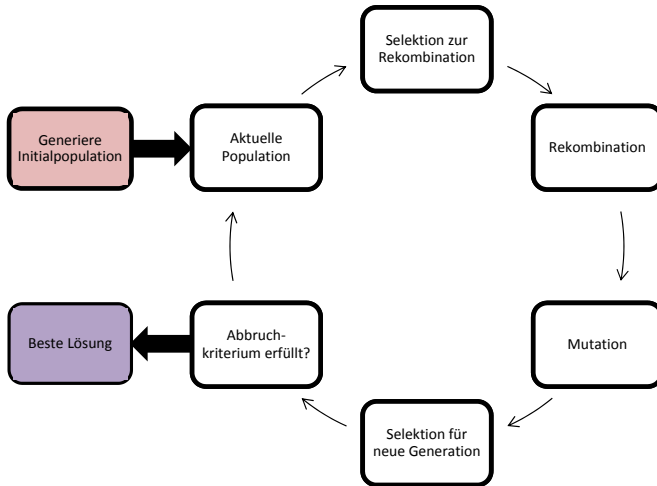 Selektion zur
Rekombination
Generiere
Initialpopulation
Aktuelle
Population
Rekombination
Beste Lösung
Abbruch-
kriterium erfüllt?
Mutation
Selektion für
neue Generation